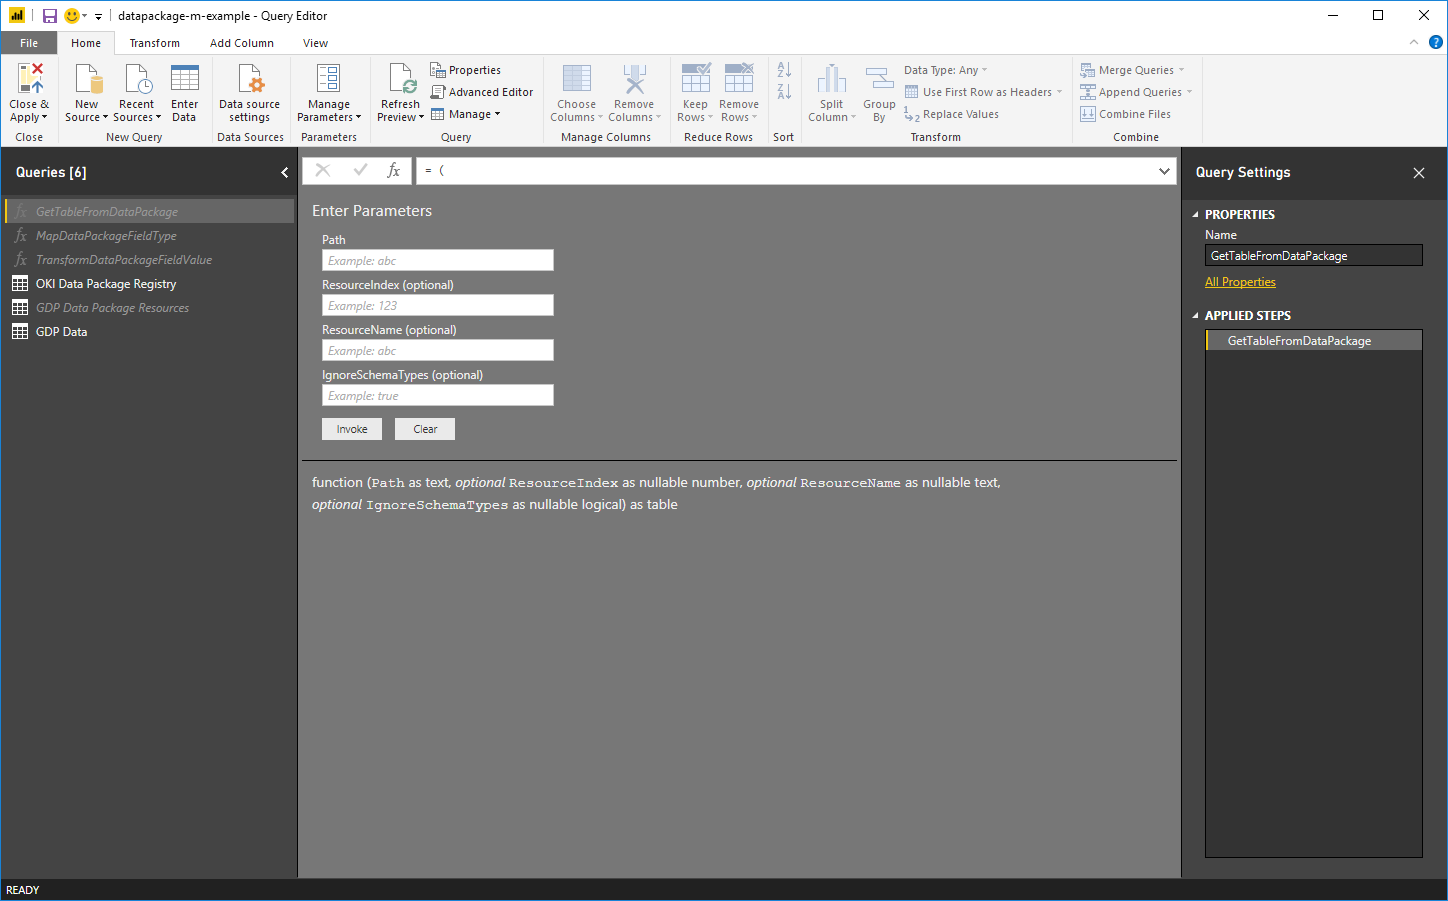 datapackage-m-example - Query Editor
File Home Transform Add Column View
Close & Apply
New Source
Recent Sources
Enter Data
Data source settings
Manage Parameters
Refresh Preview
Properties
Advanced Editor
Manage
Choose Columns
Remove Columns
Keep Rows
Remove Rows
A
Z
Z
A
Split Column
Group By
Data Type: Any
Use First Row as Headers
1
2
Replace Values
Merge Queries
Append Queries
Combine Files
Close New Query Data Sources Parameters Query Manage Columns Reduce Rows Sort Transform Combine
Queries [6]
fx GetTableFromDataPackage
fx MapDataPackageFieldType
fx TransformDataPackageFieldValue
OKI Data Package Registry
GDP Data Package Resources
GDP Data
fx = (
Enter Parameters
Path
Example: abc
ResourceIndex (optional)
Example: 123
ResourceName (optional)
Example: abc
IgnoreSchemaTypes (optional)
Example: true
Invoke Clear
function (Path as text, optional ResourceIndex as nullable number, optional ResourceName as nullable text,
optional IgnoreSchemaTypes as nullable logical) as table
Query Settings
PROPERTIES
Name
GetTableFromDataPackage
All Properties
APPLIED STEPS
GetTableFromDataPackage
READY